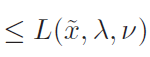 ≤ L(x̃, λ, ν)